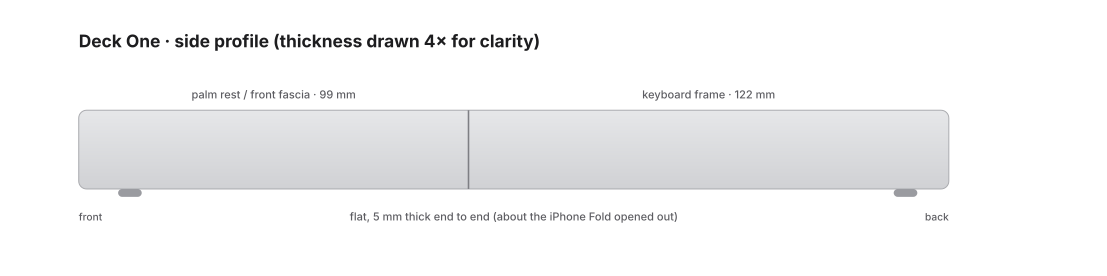 Deck One · side profile (thickness drawn 4× for clarity)
palm rest / front fascia · 99 mm
keyboard frame · 122 mm
front
flat, 5 mm thick end to end (about the iPhone Fold opened out)
back